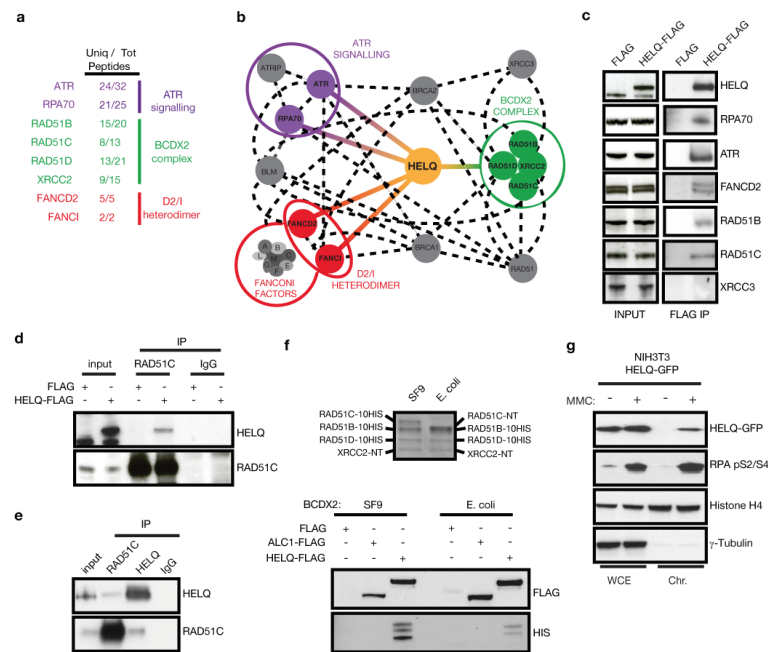 a
Uniq / Tot
Peptides
ATR 24/32
RPA70 21/25
RAD51B 15/20
RAD51C 8/13
RAD51D 13/21
XRCC2 9/15
FANCD2 5/5
FANCI 2/2
ATR
signalling
BCDX2
complex
D2/I
heterodimer
b
ATR
SIGNALLING
ATRIP
ATR
RPA70
BLM
BRCA2
XRCC3
BCDX2
COMPLEX
RAD51D
RAD51D XRCC2
RAD51C
HELQ
FANCD2
FANCI
BRCA1
RAD51
A B
L M C
G E
F
FANCONI
FACTORS
D2/I
HETERODIMER
c
FLAG
HELQ-FLAG
FLAG
HELQ-FLAG
HELQ
RPA70
ATR
FANCD2
RAD51B
RAD51C
XRCC3
INPUT FLAG IP
d
IP
input RAD51C IgG
FLAG + - + - + -
HELQ-FLAG - + - + - +
HELQ
RAD51C
e
IP
input
RAD51C
HELQ
IgG
HELQ
RAD51C
f
SF9
E. coli
RAD51C-10HIS
RAD51B-10HIS
RAD51D-10HIS
XRCC2-NT
RAD51C-NT
RAD51B-10HIS
RAD51D-10HIS
XRCC2-NT
BCDX2: SF9 E. coli
FLAG + - - + - -
ALC1-FLAG - + - - + -
HELQ-FLAG - - + - - +
FLAG
HIS
g
NIH3T3
HELQ-GFP
MMC: - + - +
HELQ-GFP
RPA pS2/S4
Histone H4
γ-Tubulin
WCE Chr.